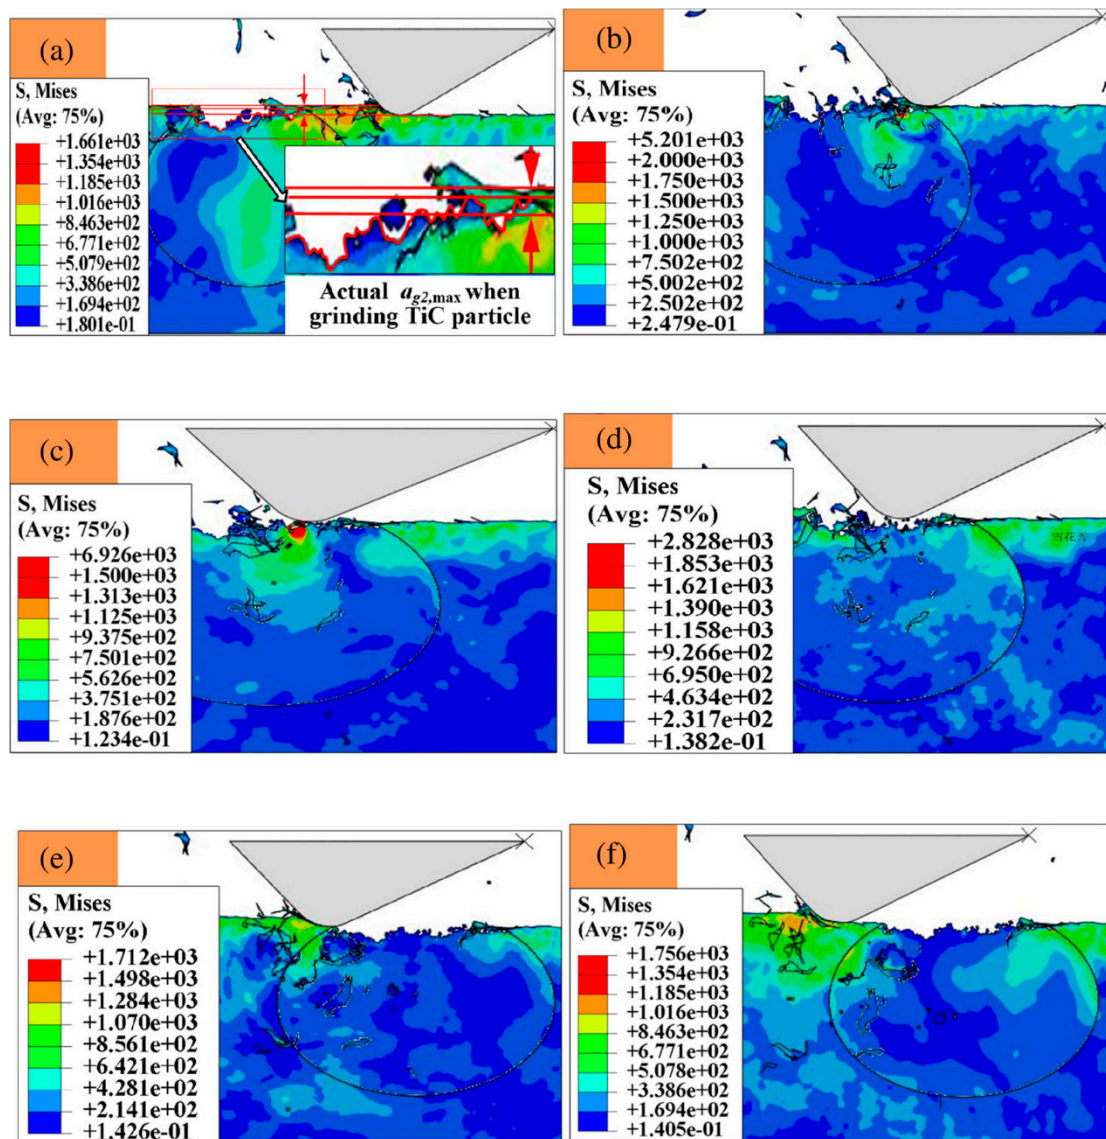 (a)
S, Mises
(Avg: 75%)
+1.661e+03
+1.354e+03
+1.185e+03
+1.016e+03
+8.463e+02
+6.771e+02
+5.079e+02
+3.386e+02
+1.694e+02
+1.801e-01
Actual a_g2,max when
grinding TiC particle
(b)
S, Mises
(Avg: 75%)
+5.201e+03
+2.000e+03
+1.750e+03
+1.500e+03
+1.250e+03
+1.000e+03
+7.502e+02
+5.002e+02
+2.502e+02
+2.479e-01
(c)
S, Mises
(Avg: 75%)
+6.926e+03
+1.500e+03
+1.313e+03
+1.125e+03
+9.375e+02
+7.501e+02
+5.626e+02
+3.751e+02
+1.876e+02
+1.234e-01
(d)
S, Mises
(Avg: 75%)
+2.828e+03
+1.853e+03
+1.621e+03
+1.390e+03
+1.158e+03
+9.266e+02
+6.950e+02
+4.634e+02
+2.317e+02
+1.382e-01
(e)
S, Mises
(Avg: 75%)
+1.712e+03
+1.498e+03
+1.284e+03
+1.070e+03
+8.561e+02
+6.421e+02
+4.281e+02
+2.141e+02
+1.426e-01
(f)
S, Mises
(Avg: 75%)
+1.756e+03
+1.354e+03
+1.185e+03
+1.016e+03
+8.463e+02
+6.771e+02
+5.078e+02
+3.386e+02
+1.694e+02
+1.405e-01